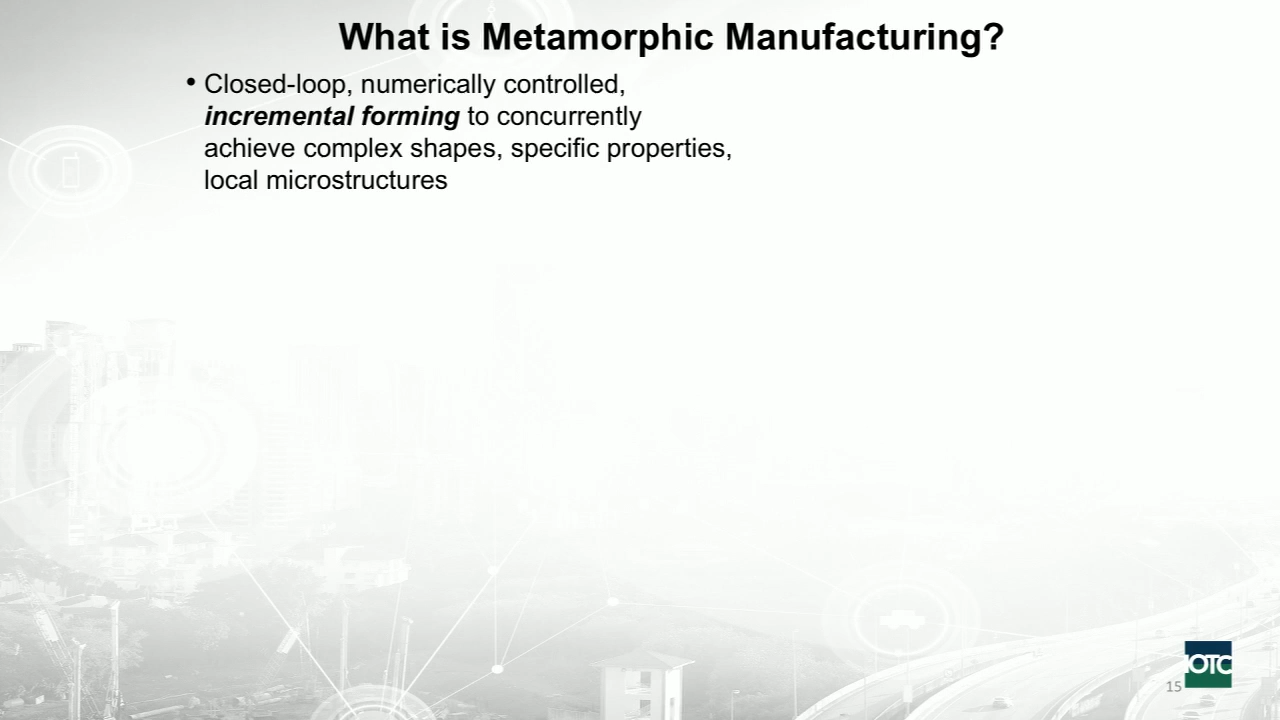 What is Metamorphic Manufacturing?
• Closed-loop, numerically controlled,
incremental forming to concurrently
achieve complex shapes, specific properties,
local microstructures
OTC
15